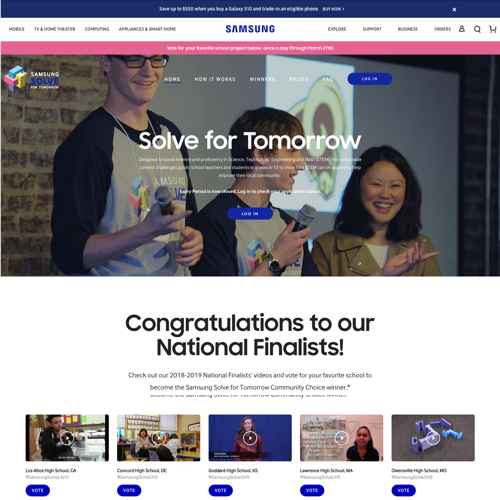 Save up to $550 when you buy a Galaxy S10 and trade-in an eligible phone. BUY NOW ›
MOBILE TV & HOME THEATER COMPUTING APPLIANCES & SMART HOME SAMSUNG EXPLORE SUPPORT BUSINESS ORDERS
Vote for your favorite school project below, once a day through March 27th!
SAMSUNG
SOLVE
FOR TOMORROW
HOME HOW IT WORKS WINNERS PRIZES FAQ LOG IN
Solve for Tomorrow
Designed to boost interest and proficiency in Science, Technology, Engineering and Math (STEM), this nationwide
contest challenges public school teachers and students in grades 6-12 to show how STEM can be applied to help
improve their local community.
Entry Period is now closed. Log in to check your application status.
LOG IN
Congratulations to our
National Finalists!
Check out our 2018-2019 National Finalists' videos and vote for your favorite school to
become the Samsung Solve for Tomorrow Community Choice winner.*
become the Samsung Solve for Tomorrow Community Choice winner.
Los Altos High School, CA
#SamsungSolveLAHS
VOTE
Concord High School, DE
#SamsungSolveCHS
VOTE
Goddard High School, KS
#SamsungSolveGHS
VOTE
Lawrence High School, MA
#SamsungSolveLHS
VOTE
Owensville High School, MO
#SamsungSolveOHS
VOTE